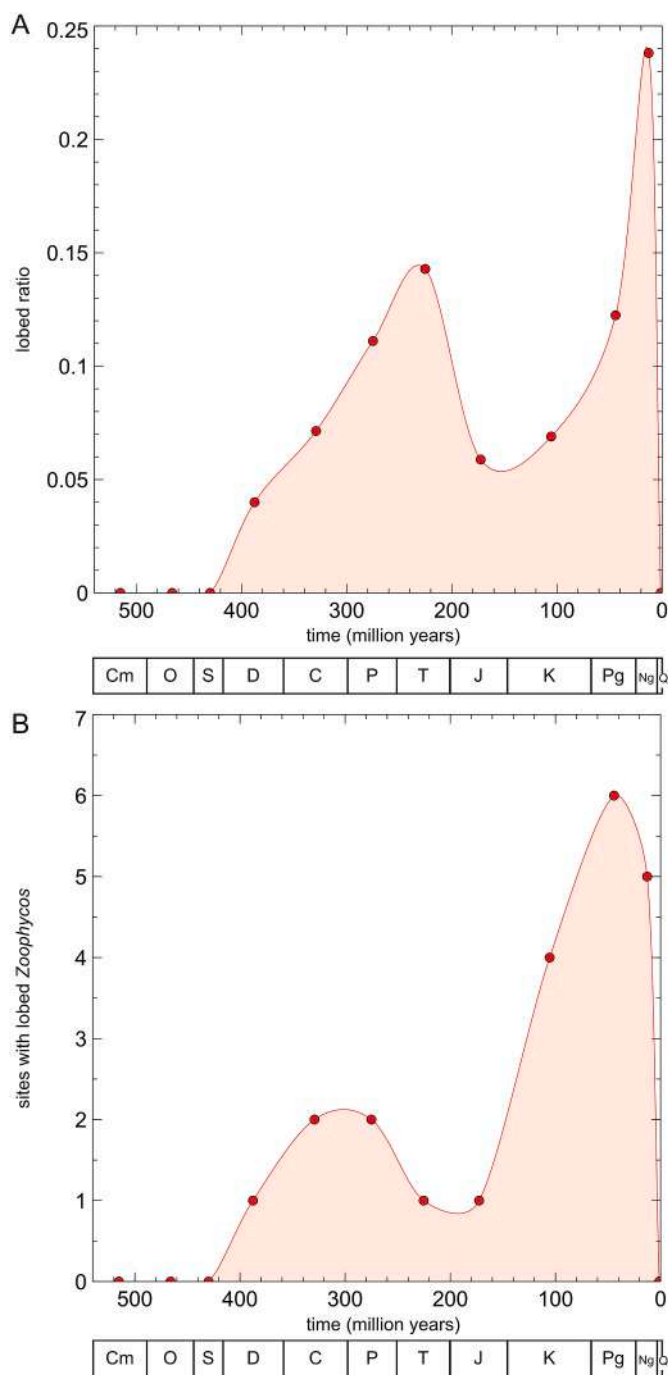 A
0.25
0.2
0.15
0.1
0.05
0
lobed ratio
500 400 300 200 100 0
time (million years)
Cm O S D C P T J K Pg Ng Q
B
7
6
5
4
3
2
1
0
sites with lobed Zoophycos
500 400 300 200 100 0
time (million years)
Cm O S D C P T J K Pg Ng Q